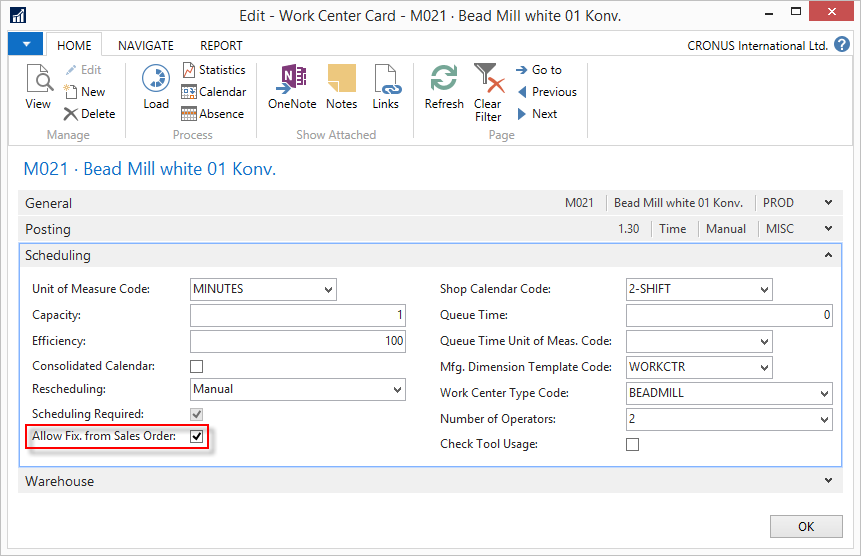 Edit - Work Center Card - M021 · Bead Mill white 01 Konv.
HOME NAVIGATE REPORT CRONUS International Ltd. ?
View
Edit
New
Delete
Manage
Load
Statistics
Calendar
Absence
Process
OneNote
Notes
Links
Show Attached
Refresh
Clear
Filter
Go to
Previous
Next
Page
M021 · Bead Mill white 01 Konv.
General M021 Bead Mill white 01 Konv. PROD
Posting 1.30 Time Manual MISC
Scheduling
Unit of Measure Code: MINUTES
Capacity: 1
Efficiency: 100
Consolidated Calendar:
Rescheduling: Manual
Scheduling Required:
Allow Fix. from Sales Order:
Shop Calendar Code: 2-SHIFT
Queue Time: 0
Queue Time Unit of Meas. Code:
Mfg. Dimension Template Code: WORKCTR
Work Center Type Code: BEADMILL
Number of Operators: 2
Check Tool Usage:
Warehouse
OK